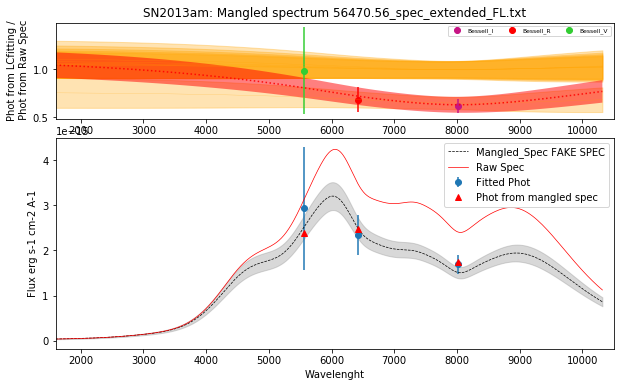 SN2013am: Mangled spectrum 56470.56_spec_extended_FL.txt
Phot from LCfitting /
Phot from Raw Spec
1.0
0.5
Bessell_I
Bessell_R
Bessell_V
2000 3000 4000 5000 6000 7000 8000 9000 10000
Flux erg s-1 cm-2 A-1
4
3
2
1
0
Mangled_Spec FAKE SPEC
Raw Spec
Fitted Phot
Phot from mangled spec
2000 3000 4000 5000 6000 7000 8000 9000 10000
Wavelenght